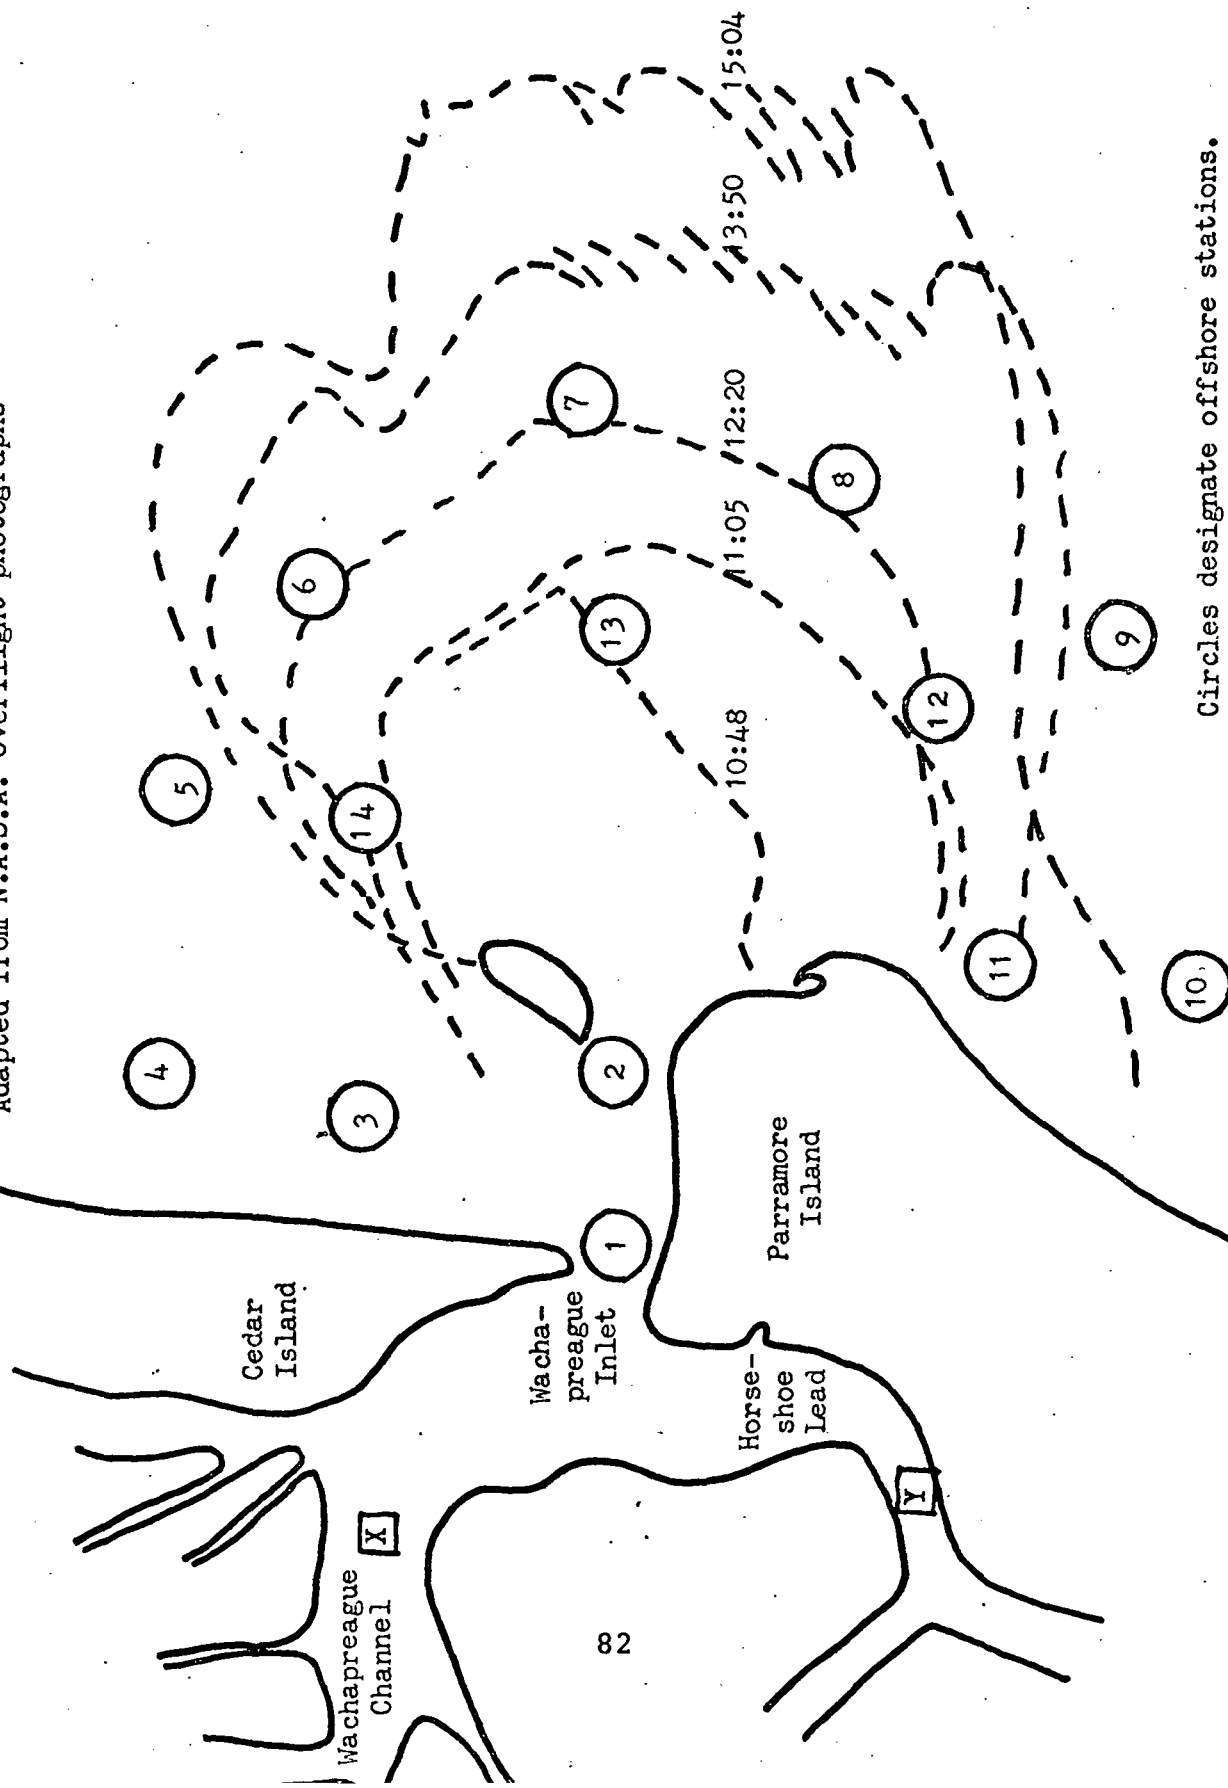 Adapted from N.A.S.A. overflight photographs
15:04
13:50
12:20
11:05
10:48
4
5
6
3
14
7
13
2
8
1
12
9
11
10
Cedar
Island
Wacha-
preague
Inlet
Parramore
Island
Horse-
shoe
Lead
Wachapreague
Channel
X
Y
82
Circles designate offshore stations.